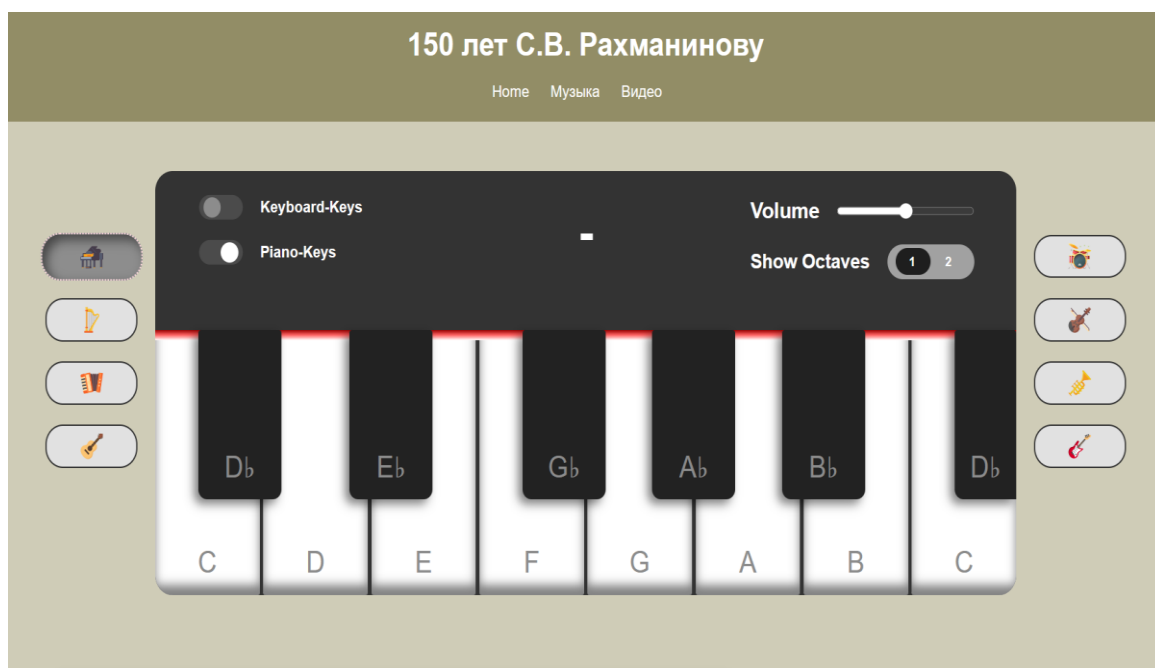 150 лет С.В. Рахманинову
Home Музыка Видео
Keyboard-Keys
Volume
-
Piano-Keys
Show Octaves 1 2
D♭ E♭ G♭ A♭ B♭ D♭
C D E F G A B C